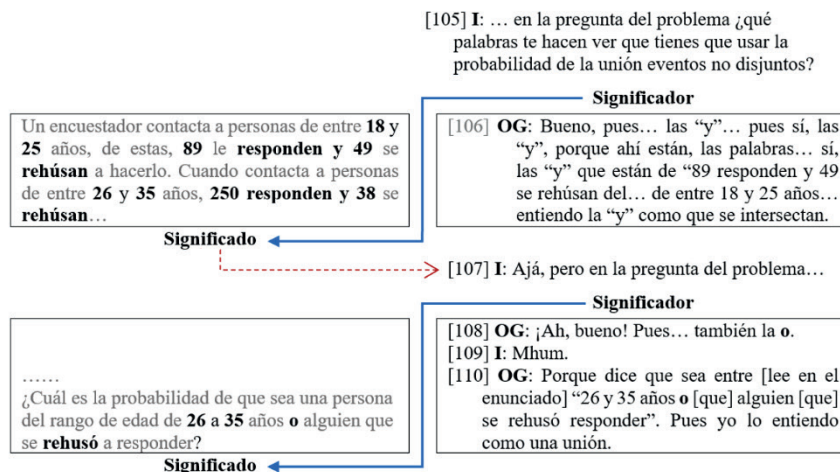 [105] I: … en la pregunta del problema ¿qué
palabras te hacen ver que tienes que usar la
probabilidad de la unión eventos no disjuntos?
Significador
Un encuestador contacta a personas de entre 18 y
25 años, de estas, 89 le responden y 49 se
rehúsan a hacerlo. Cuando contacta a personas
de entre 26 y 35 años, 250 responden y 38 se
rehúsan…
[106] OG: Bueno, pues… las “y”… pues sí, las
“y”, porque ahí están, las palabras… sí,
las “y” que están de “89 responden y 49
se rehúsan del… de entre 18 y 25 años…
entiendo la “y” como que se intersectan.
Significado
[107] I: Ajá, pero en la pregunta del problema…
Significador
……
¿Cuál es la probabilidad de que sea una persona
del rango de edad de 26 a 35 años o alguien que
se rehusó a responder?
[108] OG: ¡Ah, bueno! Pues… también la o.
[109] I: Mhum.
[110] OG: Porque dice que sea entre [lee en el
enunciado] “26 y 35 años o [que] alguien [que]
se rehusó responder”. Pues yo lo entiendo
como una unión.
Significado